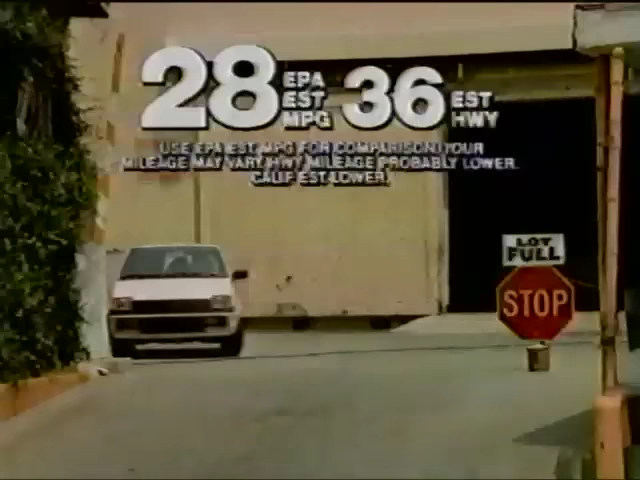 28 EPA EST MPG 36 EST HWY
USE EPA EST. MPG FOR COMPARISON. YOUR
MILEAGE MAY VARY. HWY. MILEAGE PROBABLY LOWER.
CALIF. EST. LOWER.
LOT
FULL
STOP